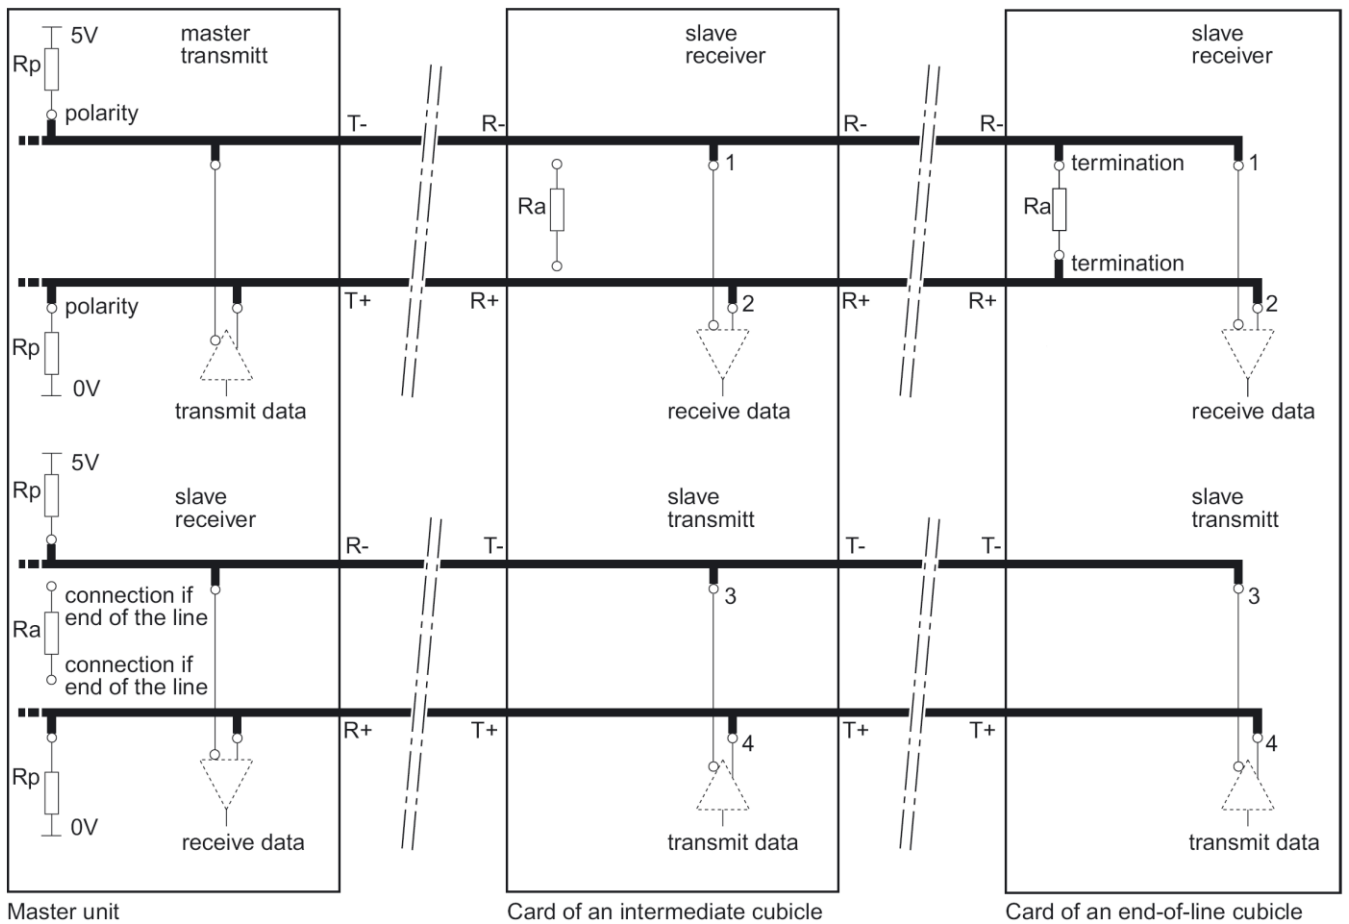 5V
master
transmitt
slave
receiver
slave
receiver
Rp
polarity
T-
R-
R-
R-
1
termination
1
Ra
Ra
termination
polarity
T+
R+
2
R+
R+
2
Rp
0V
transmit data
receive data
receive data
5V
Rp
slave
receiver
slave
transmitt
slave
transmitt
R-
T-
T-
T-
connection if
end of the line
3
3
Ra
connection if
end of the line
R+
T+
4
T+
T+
4
Rp
0V
receive data
transmit data
transmit data
Master unit
Card of an intermediate cubicle
Card of an end-of-line cubicle